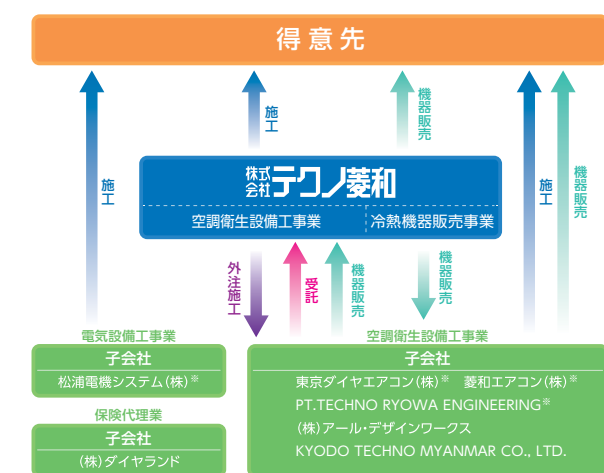 得意先
施工
機器販売
施工
施工
機器販売
株式会社テクノ菱和
空調衛生設備工事業
冷熱機器販売事業
外注施工
受託
機器販売
機器販売
電気設備工事業
子会社
松浦電機システム(株)※
保険代理業
子会社
(株)ダイヤランド
空調衛生設備工事業
子会社
東京ダイヤエアコン(株)※ 菱和エアコン(株)※
PT.TECHNO RYOWA ENGINEERING※
(株)アール・デザインワークス
KYODO TECHNO MYANMAR CO., LTD.